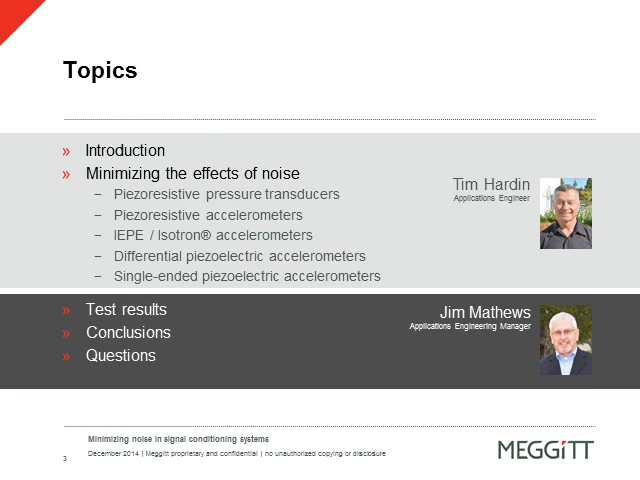 Topics
» Introduction
» Minimizing the effects of noise
– Piezoresistive pressure transducers
– Piezoresistive accelerometers
– IEPE / Isotron® accelerometers
– Differential piezoelectric accelerometers
– Single-ended piezoelectric accelerometers
Tim Hardin
Applications Engineer
» Test results
» Conclusions
» Questions
Jim Mathews
Applications Engineering Manager
Minimizing noise in signal conditioning systems
December 2014 | Meggitt proprietary and confidential | no unauthorized copying or disclosure
3
MEGGiTT